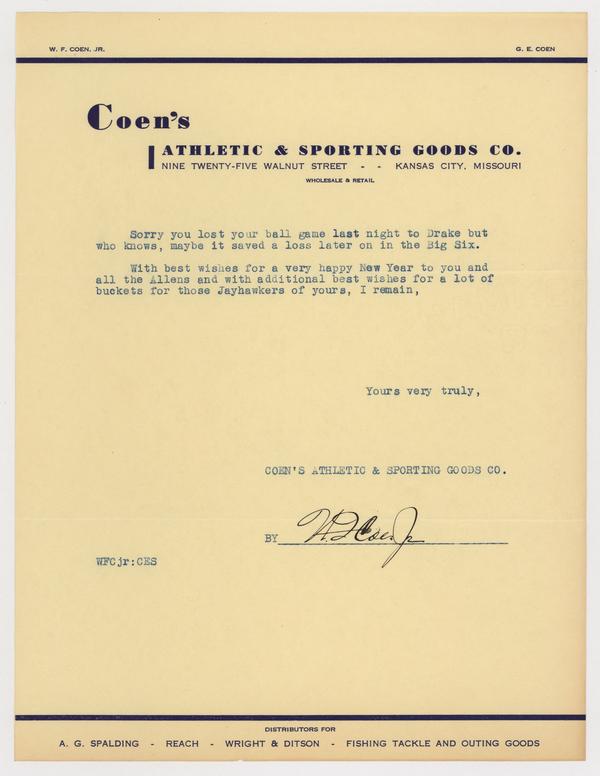 W. F. COEN, JR. G. E. COEN
Coen's
ATHLETIC & SPORTING GOODS CO.
NINE TWENTY-FIVE WALNUT STREET - - KANSAS CITY, MISSOURI
WHOLESALE & RETAIL
Sorry you lost your ball game last night to Drake but
who knows, maybe it saved a loss later on in the Big Six.
With best wishes for a very happy New Year to you and
all the Allens and with additional best wishes for a lot of
buckets for those Jayhawkers of yours, I remain,
Yours very truly,
COEN'S ATHLETIC & SPORTING GOODS CO.
BY W. F. Coen Jr
WFCjr:CES
DISTRIBUTORS FOR
A. G. SPALDING - REACH - WRIGHT & DITSON - FISHING TACKLE AND OUTING GOODS